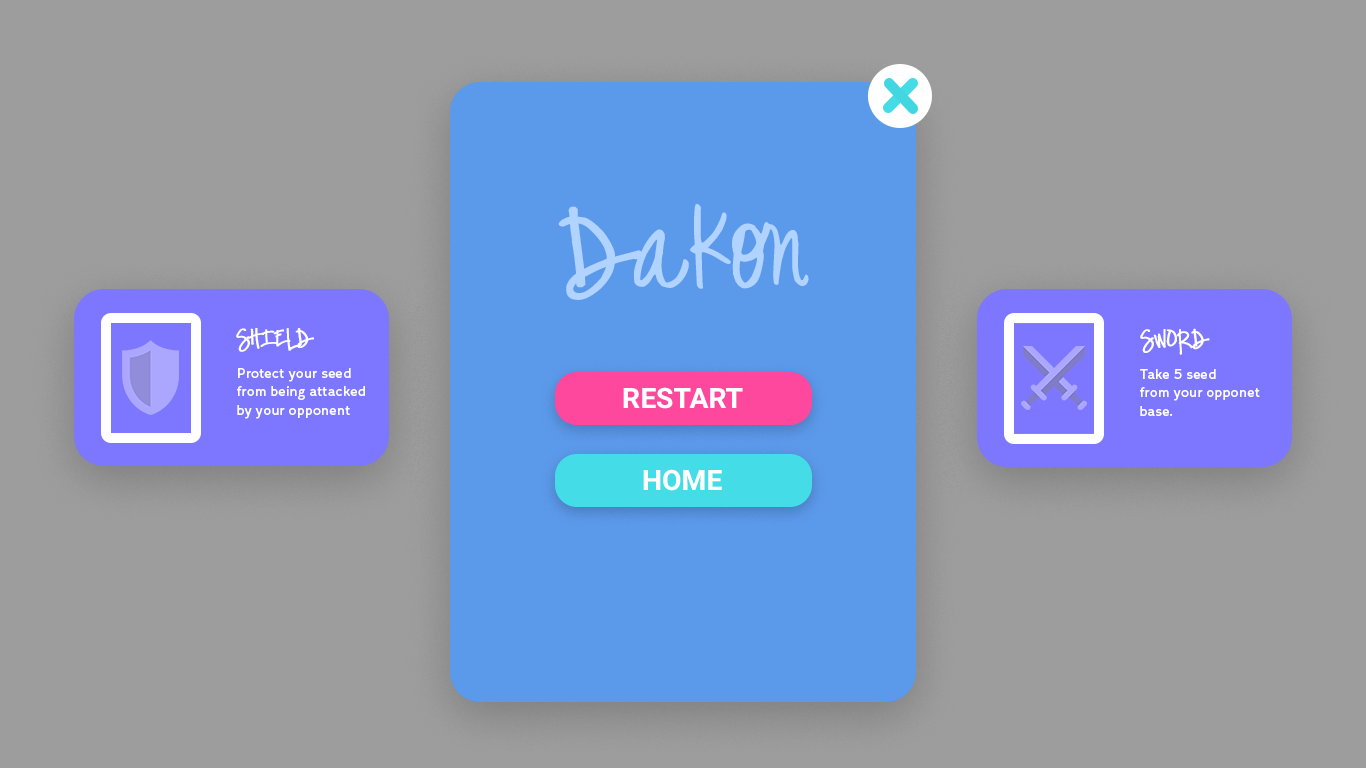 SHIELD
Protect your seed
from being attacked
by your opponent
Dakon
RESTART
HOME
SWORD
Take 5 seed
from your opponet
base.